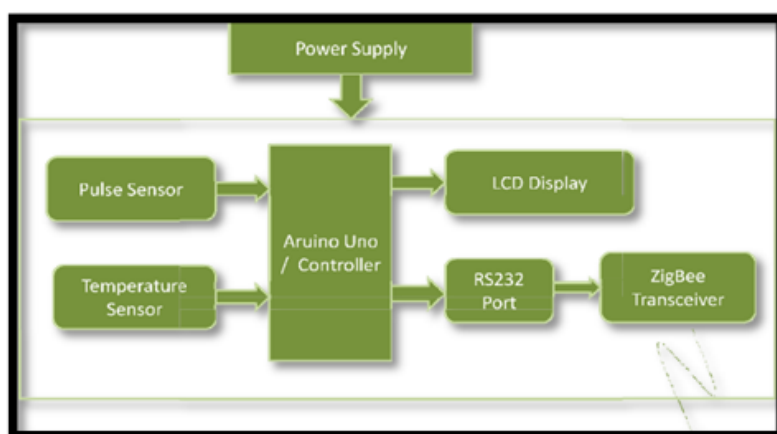 Power Supply
Pulse Sensor
Temperature
Sensor
Aruino Uno
/ Controller
LCD Display
RS232
Port
ZigBee
Transceiver